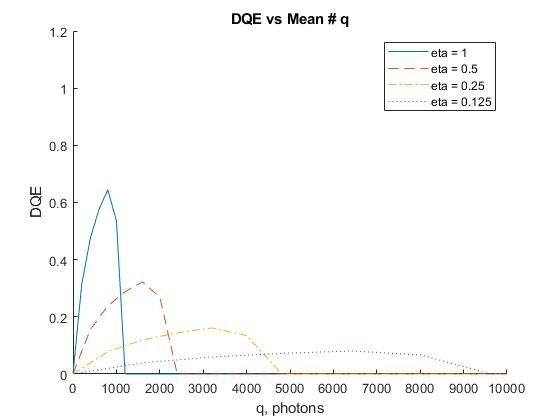 DQE vs Mean # q
1.2
1
0.8
0.6
0.4
0.2
0
DQE
eta = 1
eta = 0.5
eta = 0.25
eta = 0.125
0 1000 2000 3000 4000 5000 6000 7000 8000 9000 10000
q, photons